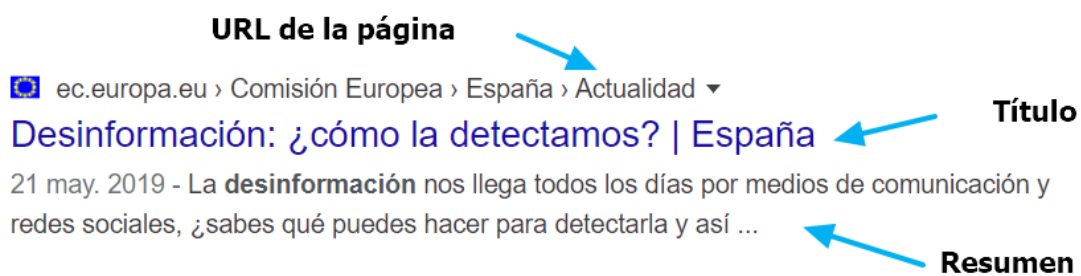 URL de la página
ec.europa.eu › Comisión Europea › España › Actualidad
Título
Desinformación: ¿cómo la detectamos? | España
21 may. 2019 - La desinformación nos llega todos los días por medios de comunicación y
redes sociales, ¿sabes qué puedes hacer para detectarla y así ...
Resumen